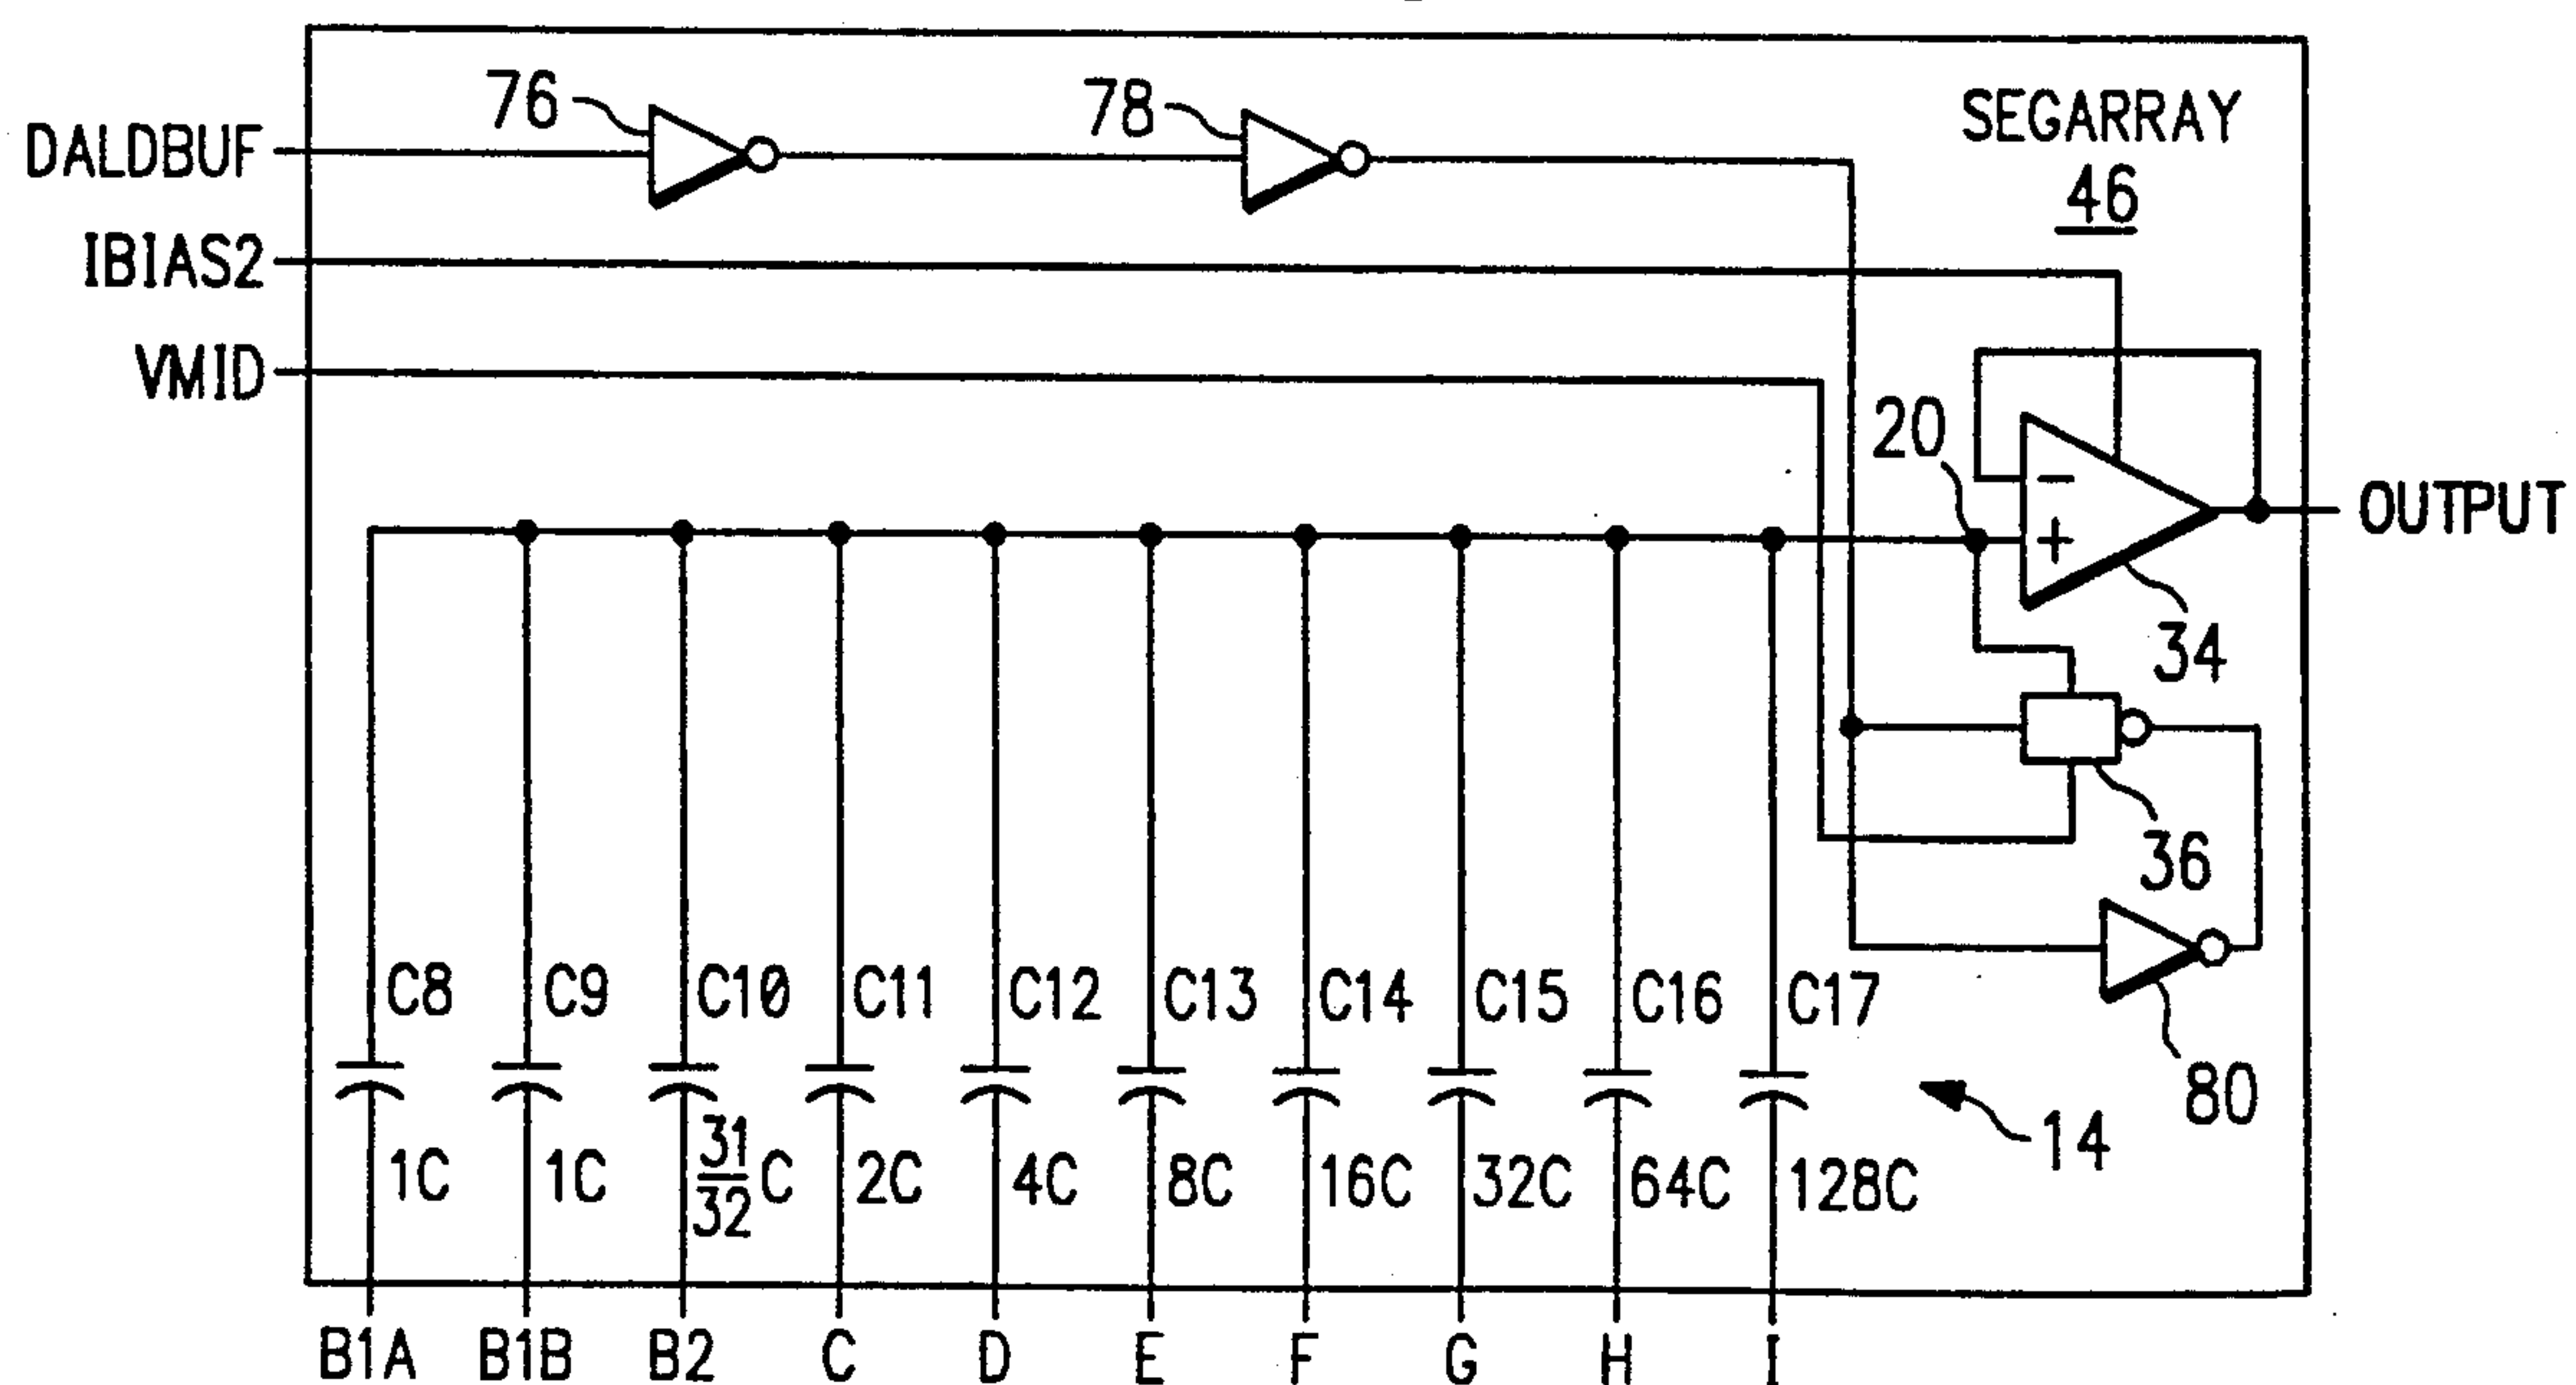 76
78
SEGARRAY
46
DALDBUF
IBIAS2
VMID
20
−
+
OUTPUT
34
36
80
14
C8 C9 C10 C11 C12 C13 C14 C15 C16 C17
1C 1C 31/32 C 2C 4C 8C 16C 32C 64C 128C
B1A B1B B2 C D E F G H I